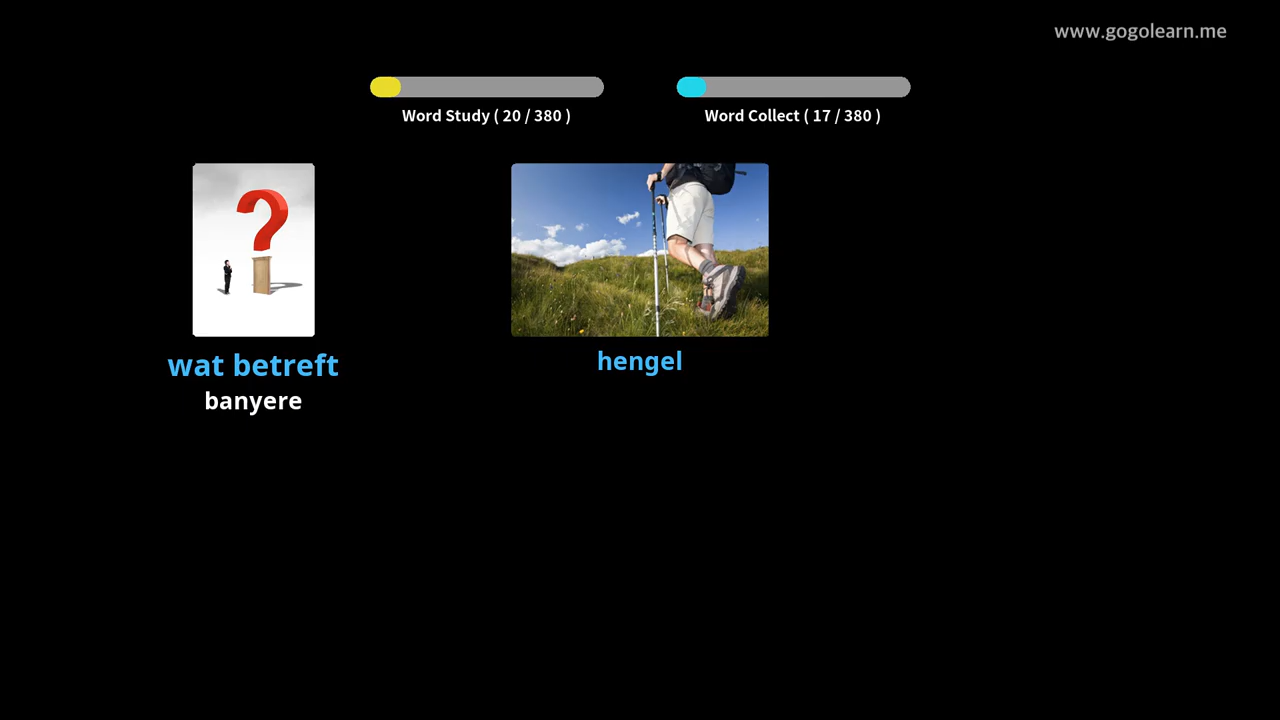 www.gogolearn.me
Word Study ( 20 / 380 )
Word Collect ( 17 / 380 )
wat betreft
banyere
hengel